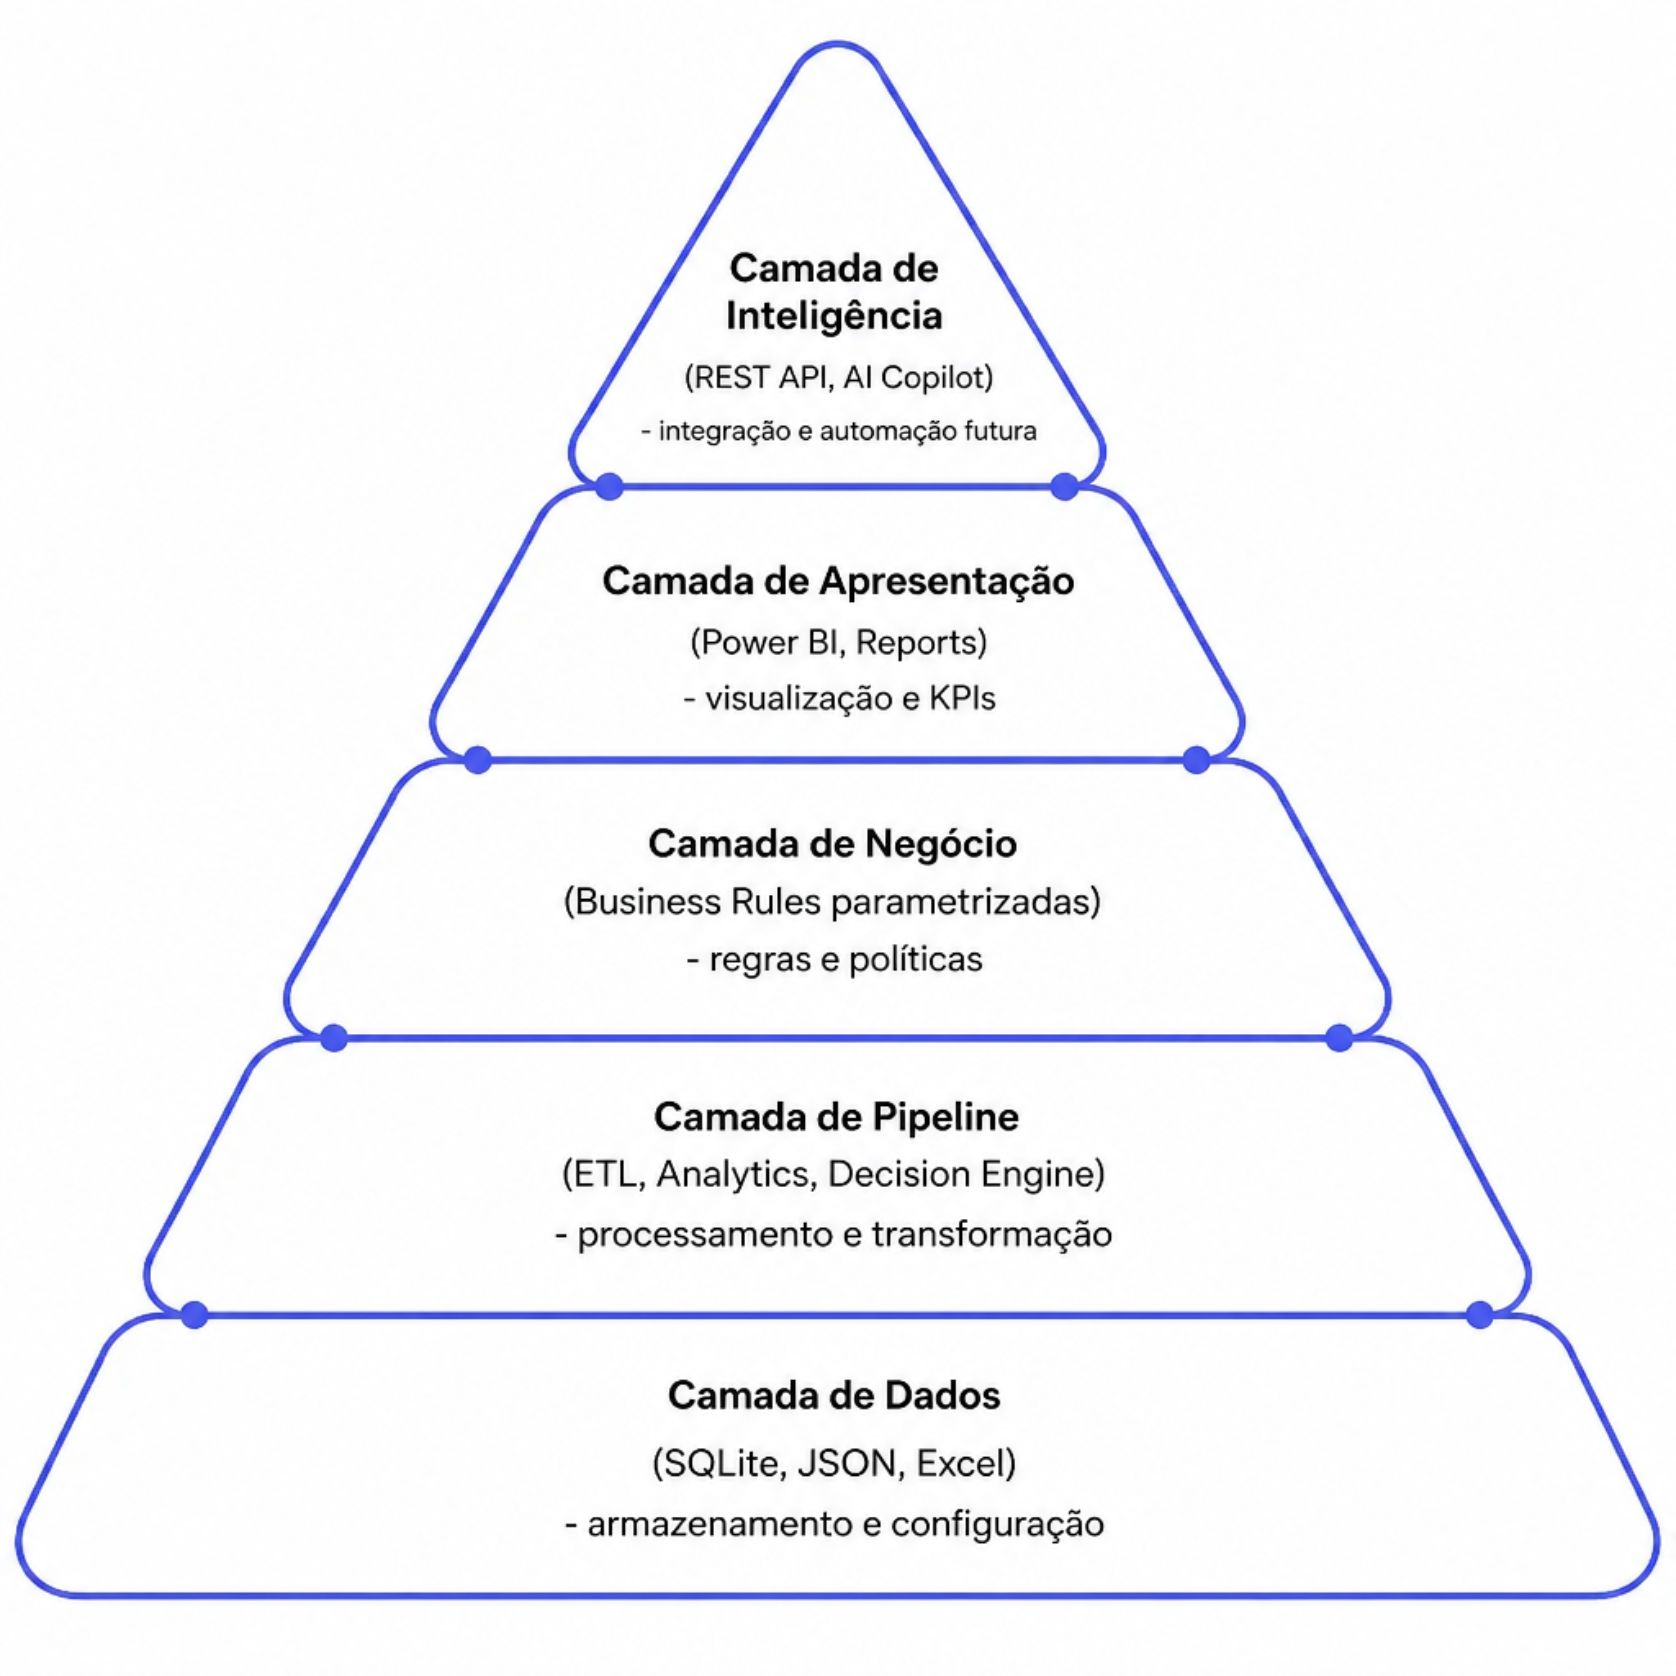 Camada de
Inteligência
(REST API, AI Copilot)
- integração e automação futura
Camada de Apresentação
(Power BI, Reports)
- visualização e KPIs
Camada de Negócio
(Business Rules parametrizadas)
- regras e políticas
Camada de Pipeline
(ETL, Analytics, Decision Engine)
- processamento e transformação
Camada de Dados
(SQLite, JSON, Excel)
- armazenamento e configuração